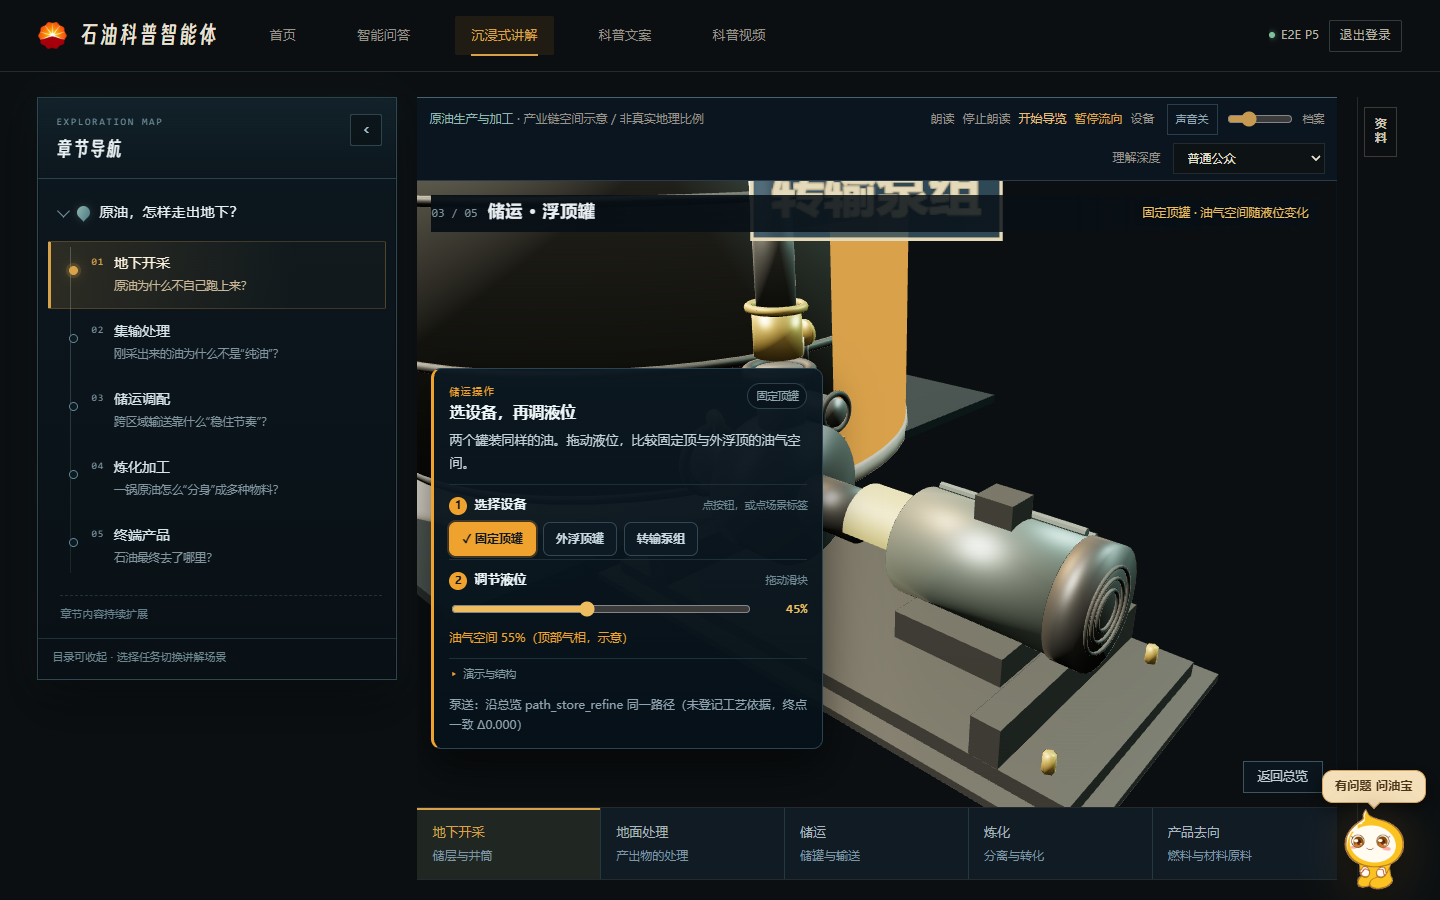 石油科普智能体
首页
智能问答
沉浸式讲解
科普文案
科普视频
E2E P5
退出登录
EXPLORATION MAP
章节导航
‹
原油，怎样走出地下？
01 地下开采
原油为什么不自己跑上来？
02 集输处理
刚采出来的油为什么不是“纯油”？
03 储运调配
跨区域输送靠什么“稳住节奏”？
04 炼化加工
一锅原油怎么“分身”成多种物料？
05 终端产品
石油最终去了哪里？
章节内容持续扩展
目录可收起 · 选择任务切换讲解场景
原油生产与加工 · 产业链空间示意 / 非真实地理比例
朗读 停止朗读 开始导览 暂停流向 设备 声音关 档案
理解深度 普通公众
转输泵组
03 / 05 储运 • 浮顶罐
固定顶罐 · 油气空间随液位变化
储运操作
固定顶罐
选设备，再调液位
两个罐装同样的油。拖动液位，比较固定顶与外浮顶的油气空
间。
1 选择设备
点按钮，或点场景标签
✓ 固定顶罐
外浮顶罐
转输泵组
2 调节液位
拖动滑块
45%
油气空间 55%（顶部气相，示意）
▸ 演示与结构
泵送：沿总览 path_store_refine 同一路径（未登记工艺依据，终点
一致 Δ0.000）
返回总览
地下开采
储层与井筒
地面处理
产出物的处理
储运
储罐与输送
炼化
分离与转化
产品去向
燃料与材料原料
资
料
有问题 问油宝